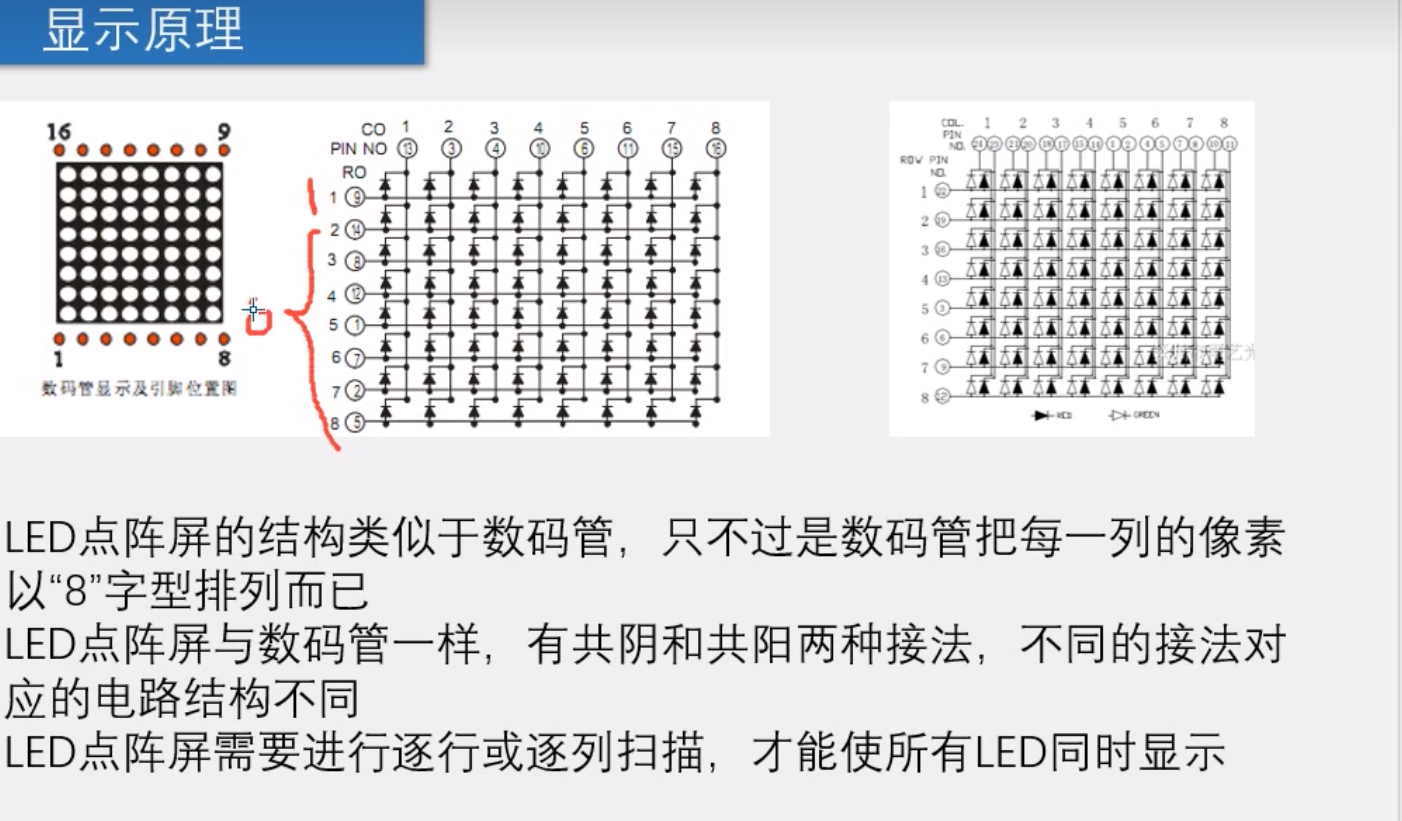 显示原理
16 9
1 8
数码管显示及引脚位置图
CO 1 2 3 4 5 6 7 8
PIN NO 13 3 4 10 6 11 15 16
RO
1 9
2 14
3 8
4 12
5 1
6 7
7 2
8 5
COL. 1 2 3 4 5 6 7 8
PIN
NO. 24 23 21 20 18 17 15 14 1 2 4 5 7 8 10 11
ROW PIN
NO.
1 22
2 19
3 16
4 13
5 3
6 6
7 9
8 12
RED GREEN
LED点阵屏的结构类似于数码管，只不过是数码管把每一列的像素
以“8”字型排列而已
LED点阵屏与数码管一样，有共阴和共阳两种接法，不同的接法对
应的电路结构不同
LED点阵屏需要进行逐行或逐列扫描，才能使所有LED同时显示